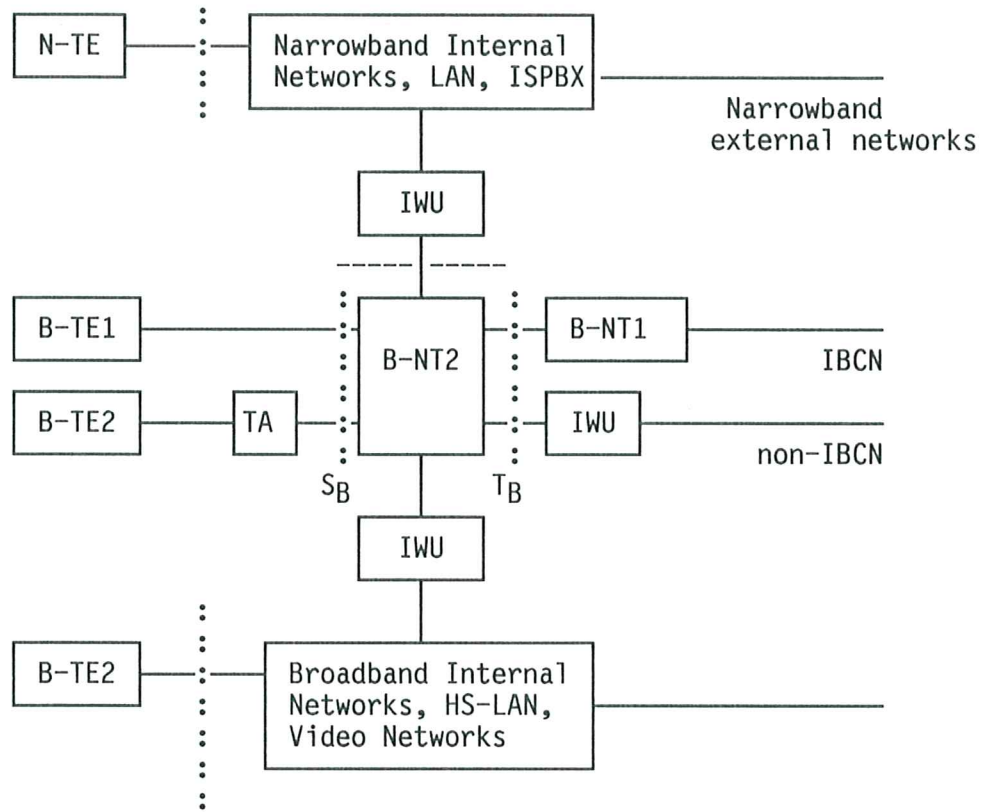 N-TE
Narrowband Internal
Networks, LAN, ISPBX
Narrowband
external networks
IWU
B-TE1
B-NT2
B-NT1
IBCN
B-TE2
TA
IWU
non-IBCN
SB
TB
IWU
B-TE2
Broadband Internal
Networks, HS-LAN,
Video Networks